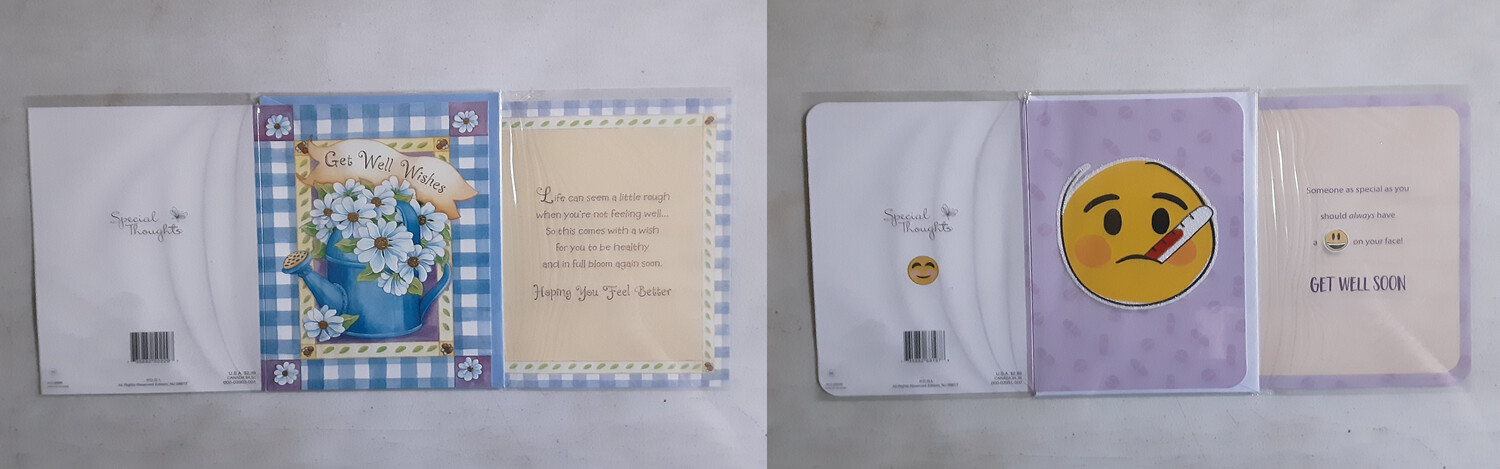 Special
Thoughts
Get Well Wishes
Life can seem a little rough
when you're not feeling well...
So this comes with a wish
for you to be healthy
and in full bloom again soon.
Hoping You Feel Better
Special
Thoughts
Someone as special as you
should always have
a on your face!
GET WELL SOON